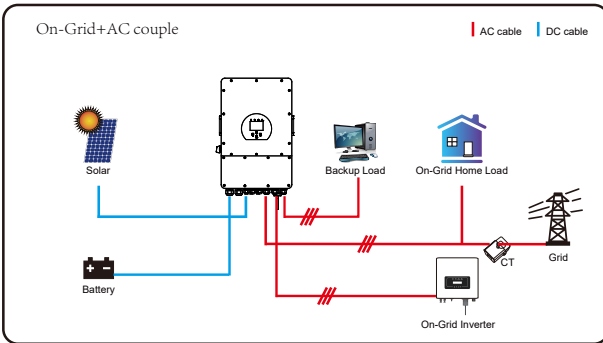 On-Grid+AC couple
AC cable
DC cable
Solar
Backup Load
On-Grid Home Load
CT
Grid
Battery
On-Grid Inverter